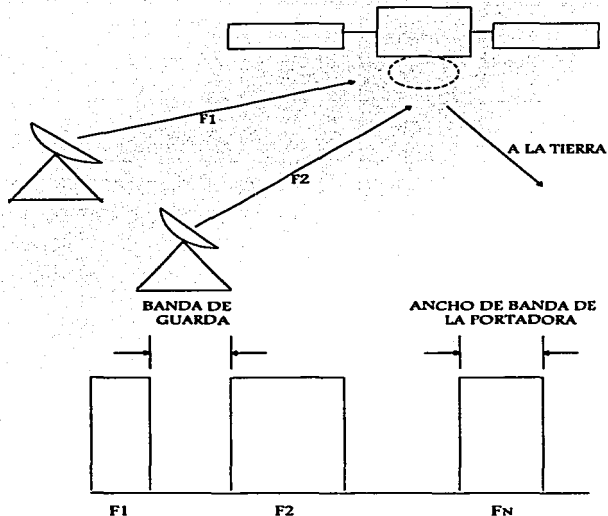 F1
A LA TIERRA
F2
BANDA DE
GUARDA
ANCHO DE BANDA DE
LA PORTADORA
F1
F2
FN